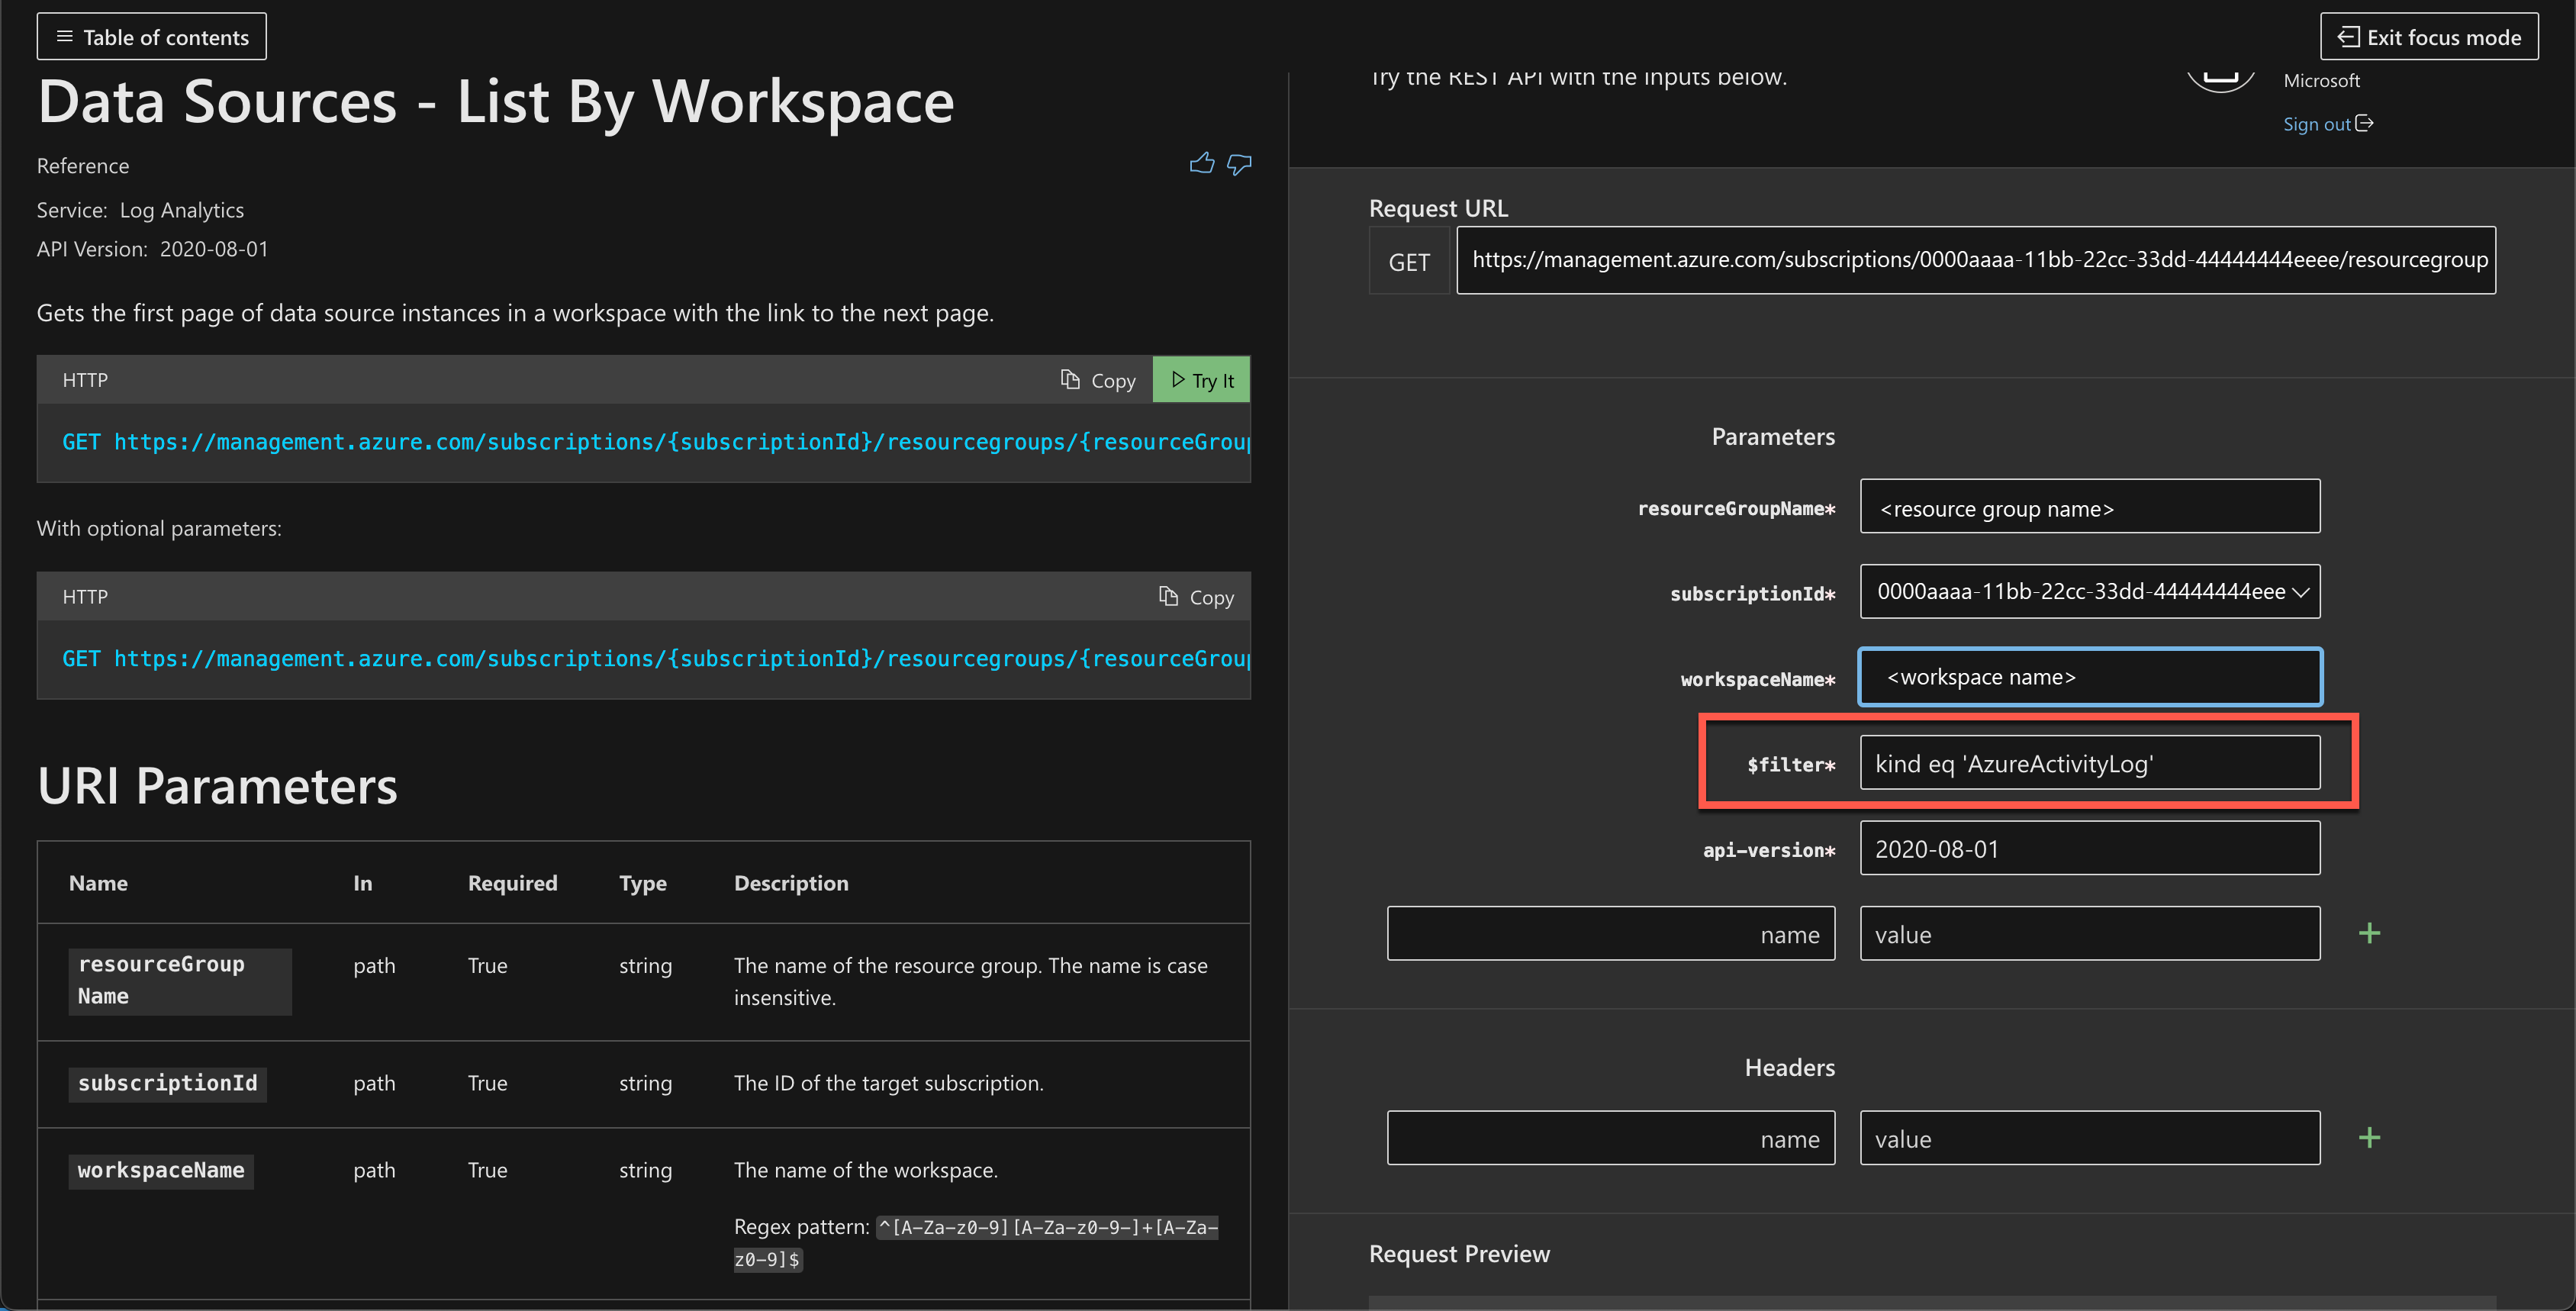 Table of contents
Exit focus mode
Data Sources - List By Workspace
Reference
Service: Log Analytics
API Version: 2020-08-01
Gets the first page of data source instances in a workspace with the link to the next page.
HTTP
Copy
Try It
GET https://management.azure.com/subscriptions/{subscriptionId}/resourcegroups/{resourceGroup
With optional parameters:
HTTP
Copy
GET https://management.azure.com/subscriptions/{subscriptionId}/resourcegroups/{resourceGroup
URI Parameters
Name In Required Type Description
resourceGroup
Name
path True string The name of the resource group. The name is case
insensitive.
subscriptionId path True string The ID of the target subscription.
workspaceName path True string The name of the workspace.
Regex pattern: ^[A-Za-z0-9][A-Za-z0-9-]+[A-Za-
z0-9]$
Try the REST API with the inputs below.
Microsoft
Sign out
Request URL
GET https://management.azure.com/subscriptions/0000aaaa-11bb-22cc-33dd-44444444eeee/resourcegroup
Parameters
resourceGroupName* <resource group name>
subscriptionId* 0000aaaa-11bb-22cc-33dd-44444444eee
workspaceName* <workspace name>
$filter* kind eq 'AzureActivityLog'
api-version* 2020-08-01
name value +
Headers
name value +
Request Preview